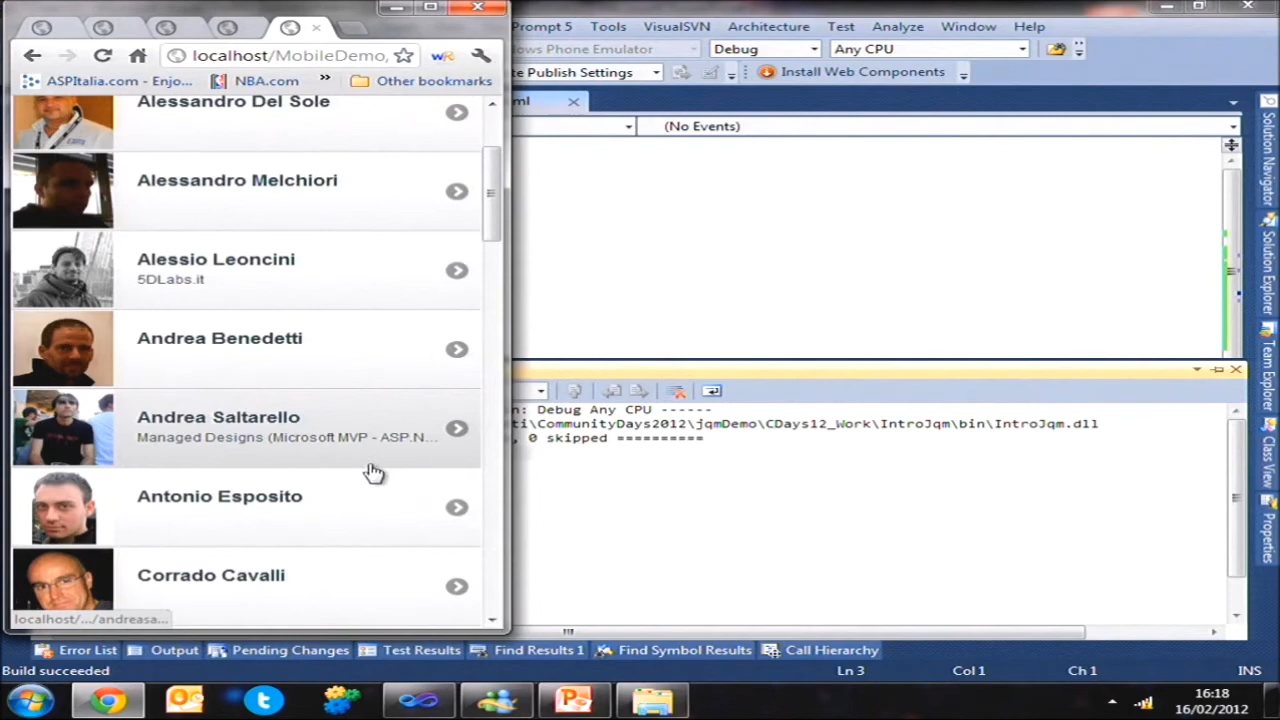 Prompt 5 Tools VisualSVN Architecture Test Analyze Window Help
localhost/MobileDemo
Phone Emulator Debug Any CPU
ASPItalia.com - Enjo... NBA.com » Other bookmarks
Publish Settings Install Web Components
(No Events)
Alessandro Del Sole
Alessandro Melchiori
Alessio Leoncini
5DLabs.it
Andrea Benedetti
Andrea Saltarello
Managed Designs (Microsoft MVP - ASP.N...
Antonio Esposito
Corrado Cavalli
localhost/.../andreasa...
Debug Any CPU ------
\CommunityDays2012\jqmDemo\CDays12_Work\IntroJqm\bin\IntroJqm.dll
, 0 skipped ==========
Solution Navigator
Solution Explorer
Team Explorer
Class View
Properties
Error List Output Pending Changes Test Results Find Results 1 Find Symbol Results Call Hierarchy
Build succeeded Ln 3 Col 1 Ch 1 INS
16:18
16/02/2012